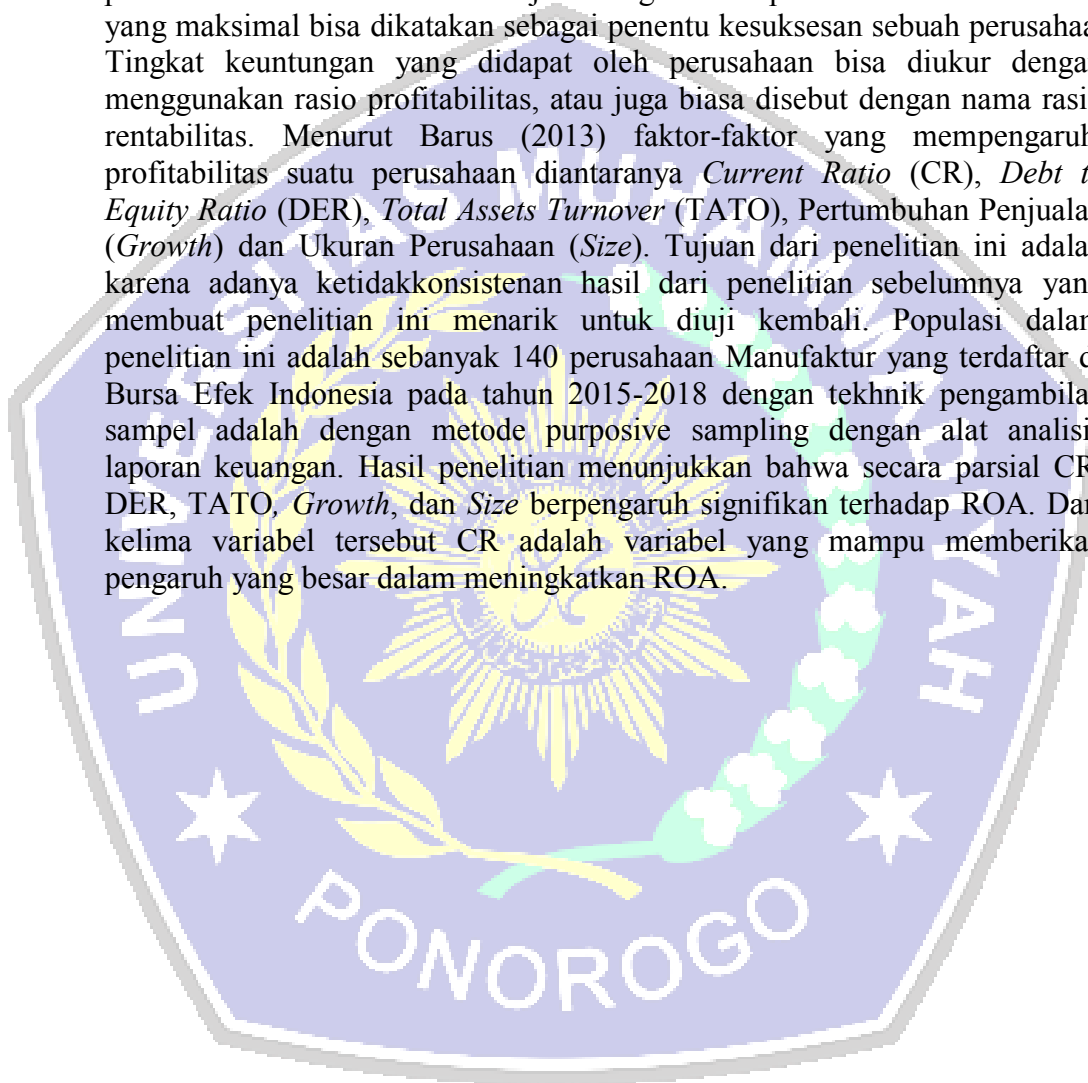 yang maksimal bisa dikatakan sebagai penentu kesuksesan sebuah perusahaa
Tingkat keuntungan yang didapat oleh perusahaan bisa diukur denga
menggunakan rasio profitabilitas, atau juga biasa disebut dengan nama rasi
rentabilitas. Menurut Barus (2013) faktor-faktor yang mempengaruh
profitabilitas suatu perusahaan diantaranya Current Ratio (CR), Debt t
Equity Ratio (DER), Total Assets Turnover (TATO), Pertumbuhan Penjuala
(Growth) dan Ukuran Perusahaan (Size). Tujuan dari penelitian ini adala
karena adanya ketidakkonsistenan hasil dari penelitian sebelumnya yan
membuat penelitian ini menarik untuk diuji kembali. Populasi dalam
penelitian ini adalah sebanyak 140 perusahaan Manufaktur yang terdaftar d
Bursa Efek Indonesia pada tahun 2015-2018 dengan tekhnik pengambila
sampel adalah dengan metode purposive sampling dengan alat analisi
laporan keuangan. Hasil penelitian menunjukkan bahwa secara parsial CR
DER, TATO, Growth, dan Size berpengaruh signifikan terhadap ROA. Dar
kelima variabel tersebut CR adalah variabel yang mampu memberika
pengaruh yang besar dalam meningkatkan ROA.
UNIVERSITAS MUHAMMADIYAH
PONOROGO